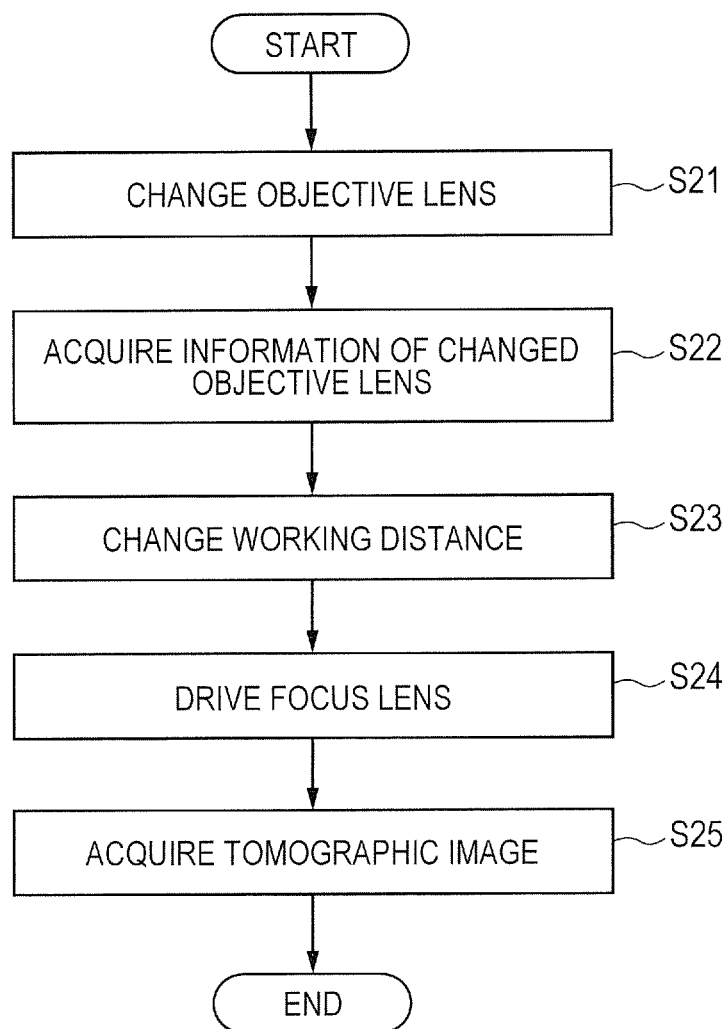 START
CHANGE OBJECTIVE LENS
S21
ACQUIRE INFORMATION OF CHANGED
OBJECTIVE LENS
S22
CHANGE WORKING DISTANCE
S23
DRIVE FOCUS LENS
S24
ACQUIRE TOMOGRAPHIC IMAGE
S25
END